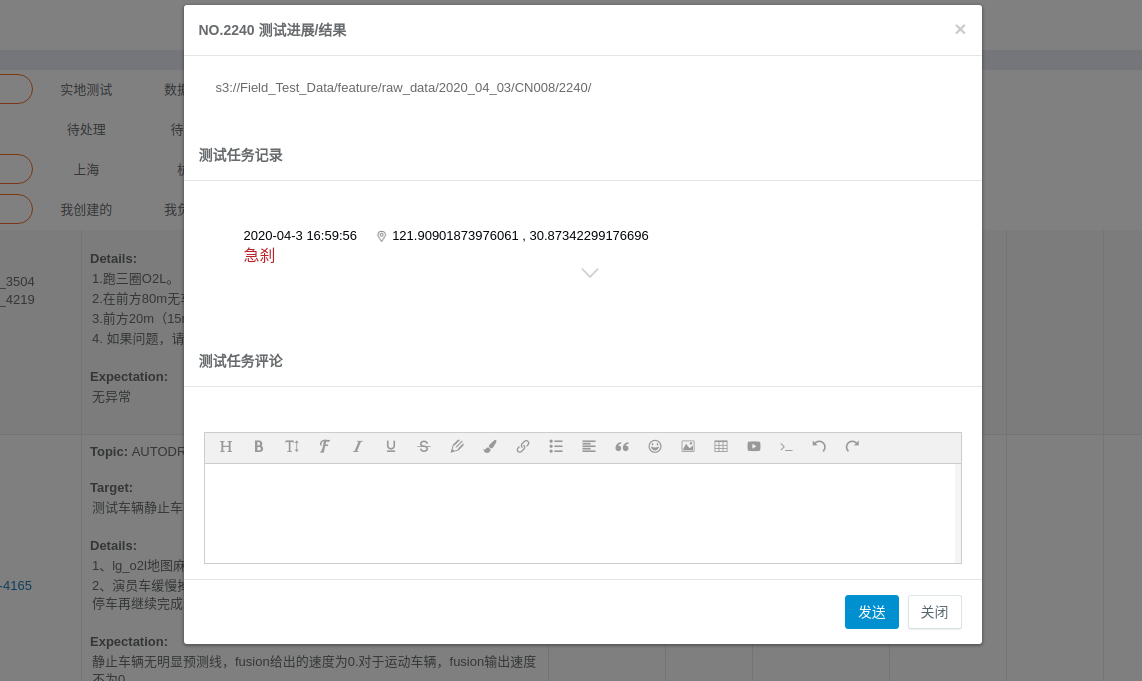 NO.2240 测试进展/结果
×
s3://Field_Test_Data/feature/raw_data/2020_04_03/CN008/2240/
测试任务记录
2020-04-3 16:59:56 121.90901873976061 , 30.87342299176696
急刹
测试任务评论
发送 关闭
实地测试 数据
待处理 待
上海
我创建的 我负
_3504
_4219
Details:
1.跑三圈O2L。
2.在前方80m无
3.前方20m（15
4. 如果问题，请
Expectation:
无异常
Topic: AUTODR
Target:
测试车辆静止车
Details:
1、lg_o2l地图麻
2、演员车缓慢
停车再继续完成
-4165
Expectation:
静止车辆无明显预测线，fusion给出的速度为0.对于运动车辆，fusion输出速度
不为0